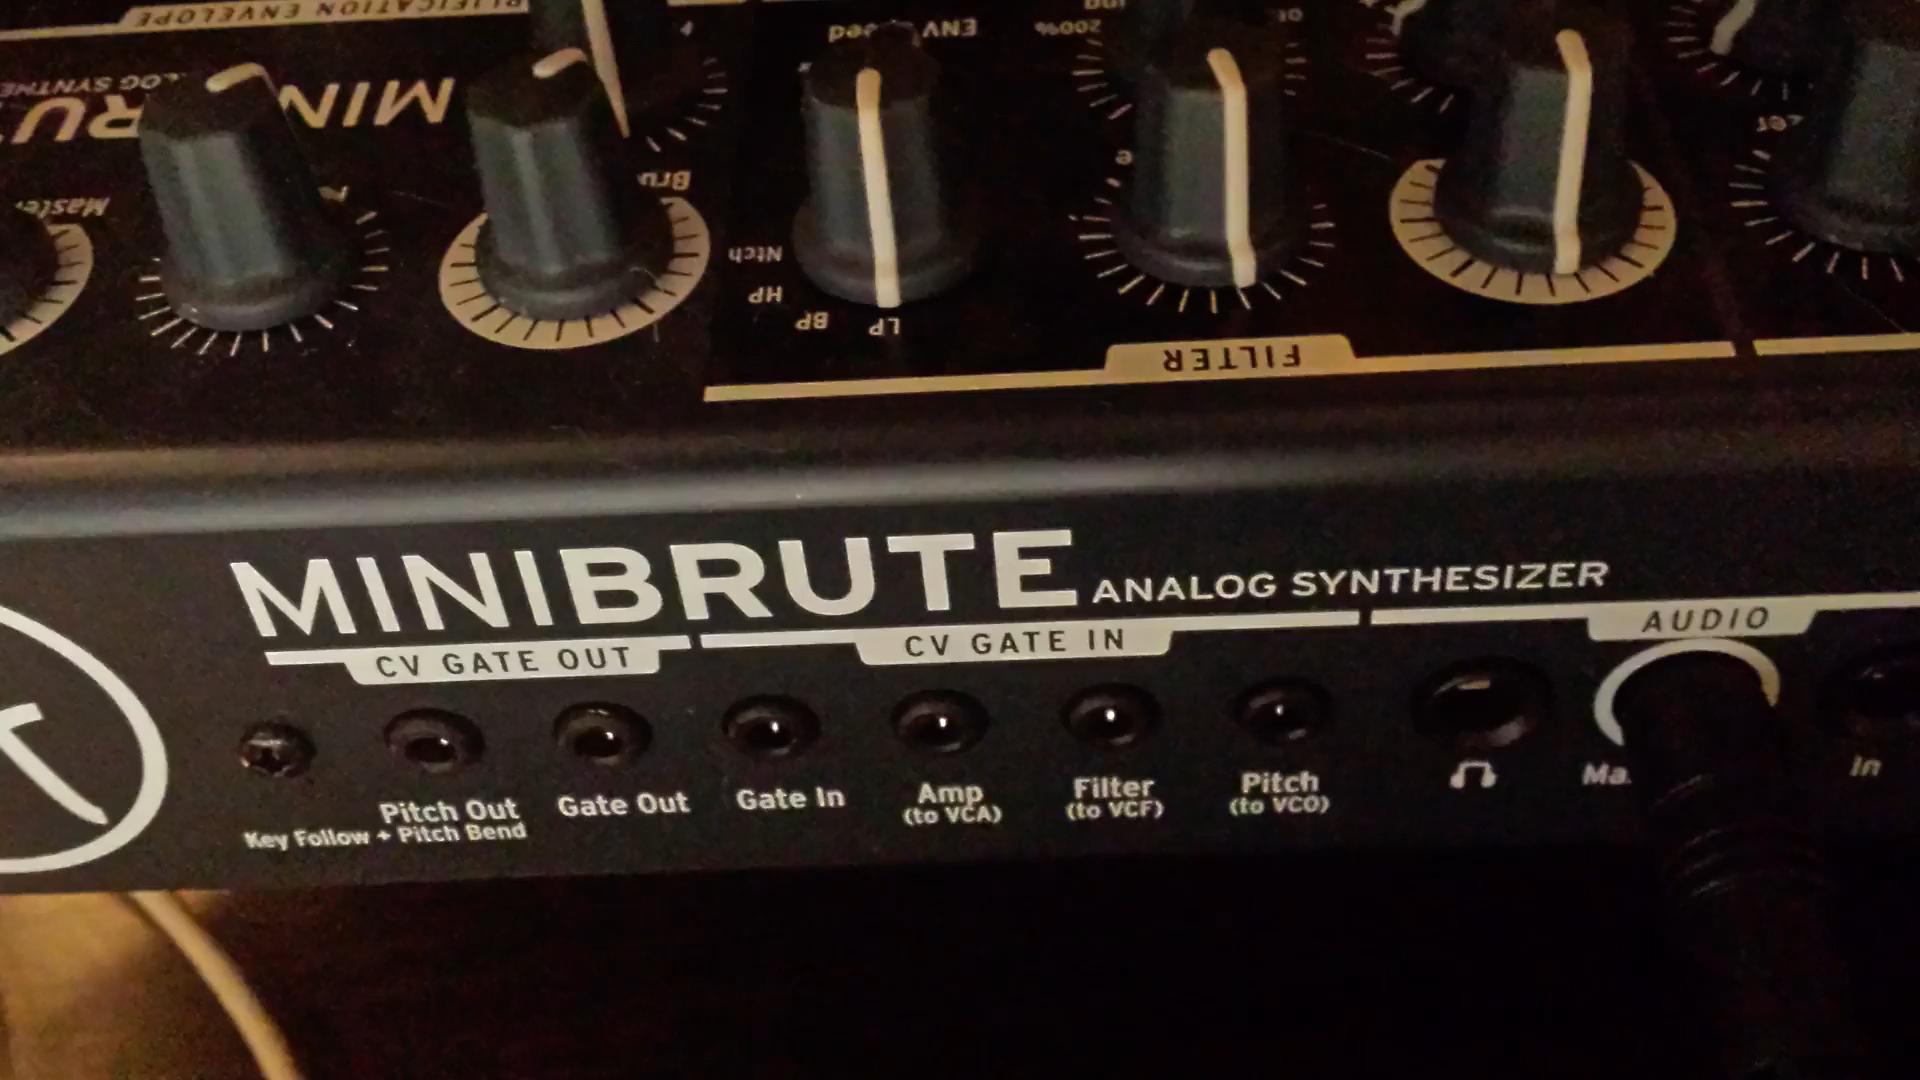 MINI
FILTER
Ntch
HP
BP
LP
200%
ENV
MINIBRUTE ANALOG SYNTHESIZER
CV GATE OUT
CV GATE IN
AUDIO
Pitch Out
Key Follow + Pitch Bend
Gate Out
Gate In
Amp
(to VCA)
Filter
(to VCF)
Pitch
(to VCO)
In